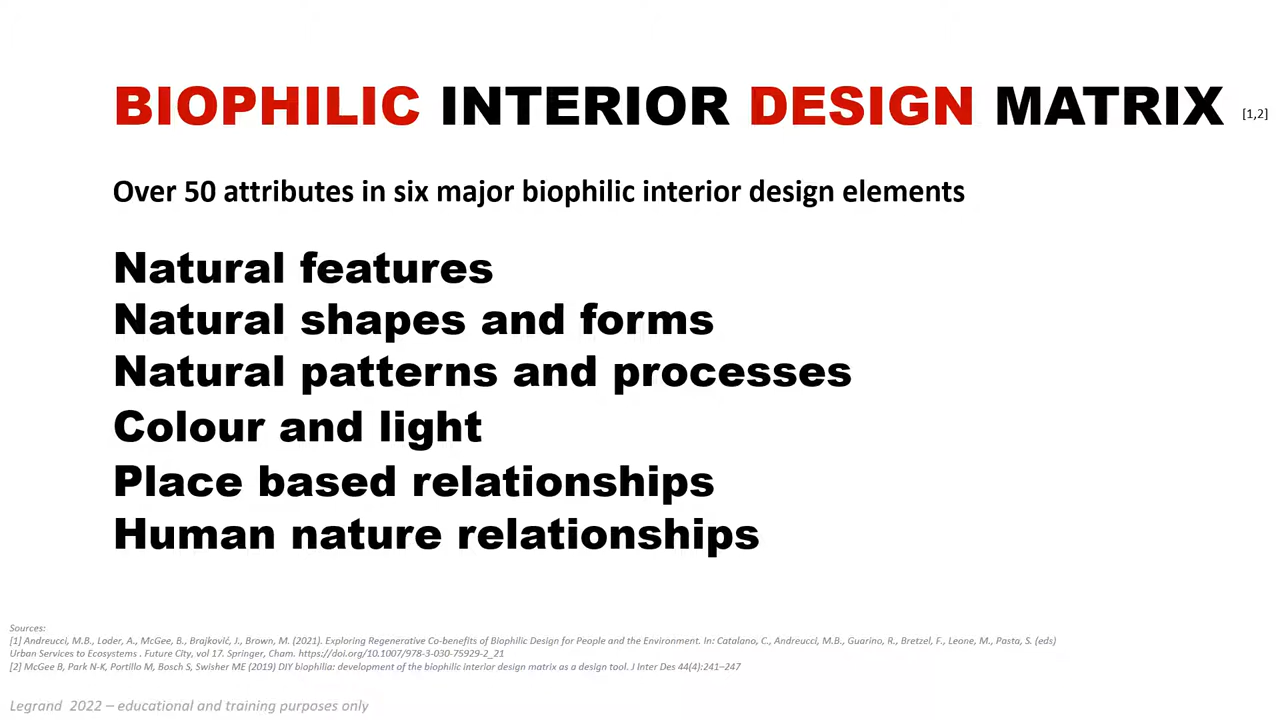 BIOPHILIC INTERIOR DESIGN MATRIX [1,2]
Over 50 attributes in six major biophilic interior design elements
Natural features
Natural shapes and forms
Natural patterns and processes
Colour and light
Place based relationships
Human nature relationships
Sources:
[1] Andreucci, M.B., Loder, A., McGee, B., Brajković, J., Brown, M. (2021). Exploring Regenerative Co-benefits of Biophilic Design for People and the Environment. In: Catalano, C., Andreucci, M.B., Guarino, R., Bretzel, F., Leone, M., Pasta, S. (eds)
Urban Services to Ecosystems . Future City, vol 17. Springer, Cham. https://doi.org/10.1007/978-3-030-75929-2_21
[2] McGee B, Park N-K, Portillo M, Bosch S, Swisher ME (2019) DIY biophilia: development of the biophilic interior design matrix as a design tool. J Inter Des 44(4):241–247
Legrand 2022 – educational and training purposes only